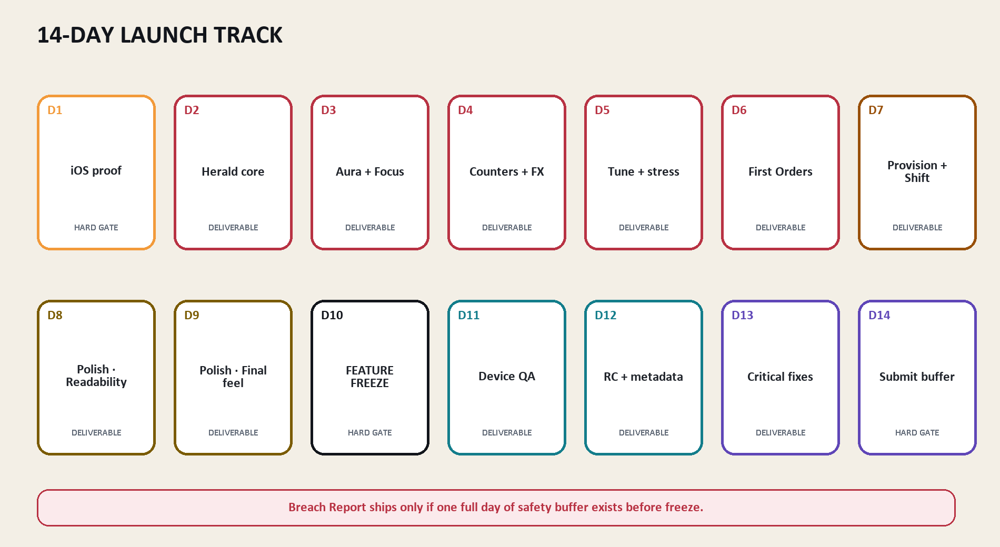 14-DAY LAUNCH TRACK
D1
iOS proof
HARD GATE
D2
Herald core
DELIVERABLE
D3
Aura + Focus
DELIVERABLE
D4
Counters + FX
DELIVERABLE
D5
Tune + stress
DELIVERABLE
D6
First Orders
DELIVERABLE
D7
Provision +
Shift
DELIVERABLE
D8
Polish ·
Readability
DELIVERABLE
D9
Polish · Final
feel
DELIVERABLE
D10
FEATURE
FREEZE
HARD GATE
D11
Device QA
DELIVERABLE
D12
RC + metadata
DELIVERABLE
D13
Critical fixes
DELIVERABLE
D14
Submit buffer
HARD GATE
Breach Report ships only if one full day of safety buffer exists before freeze.